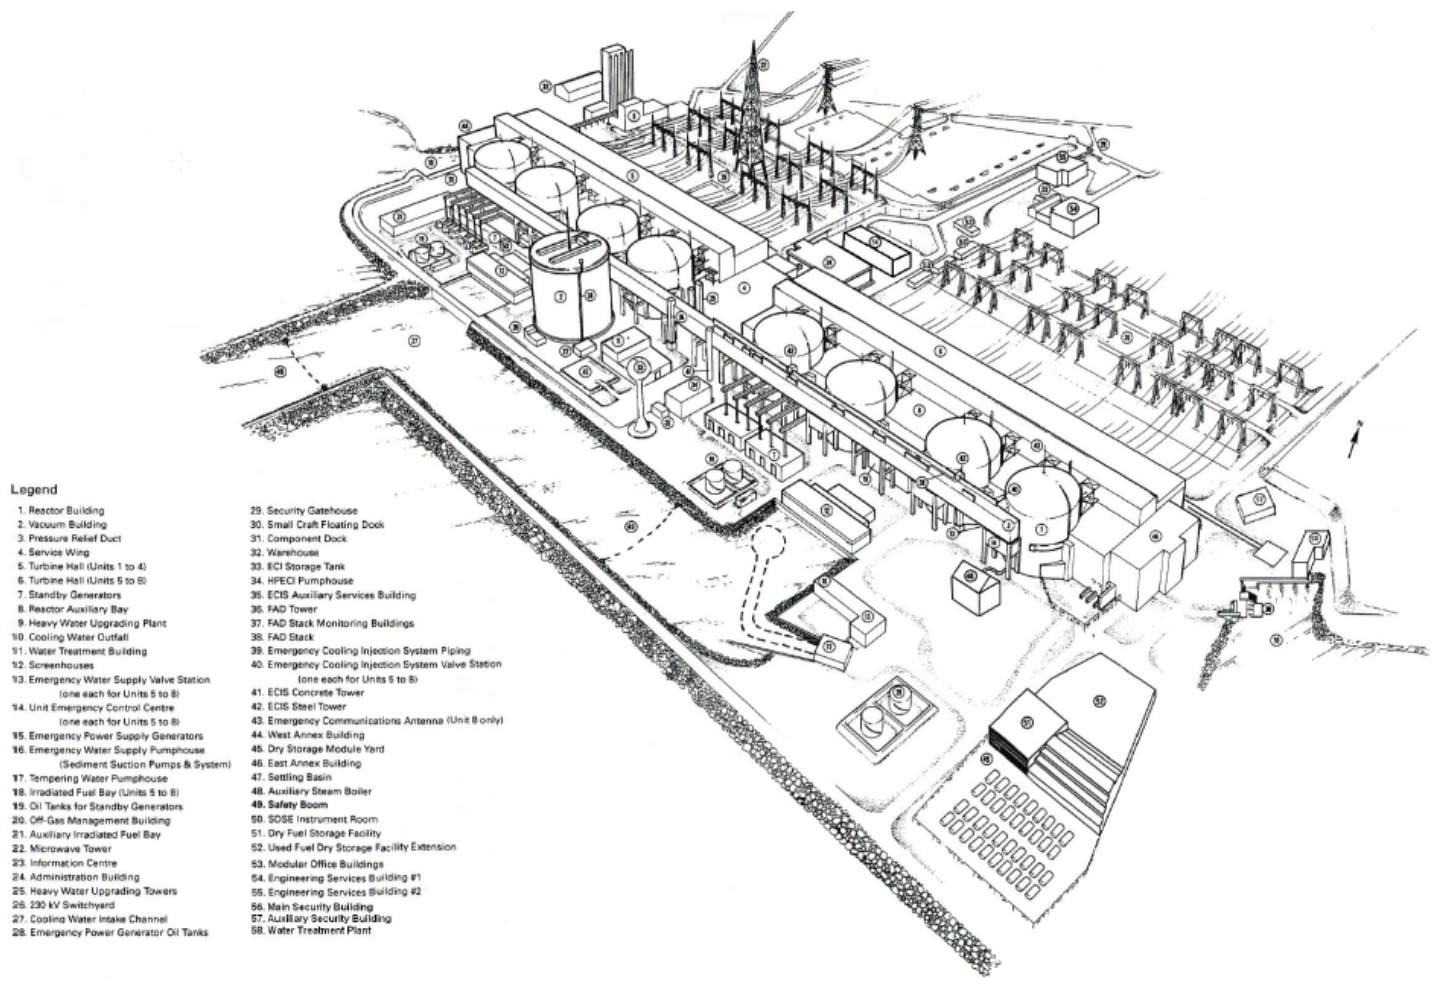 Legend
1. Reactor Building
2. Vacuum Building
3. Pressure Relief Duct
4. Service Wing
5. Turbine Hall (Units 1 to 4)
6. Turbine Hall (Units 5 to 8)
7. Standby Generators
8. Reactor Auxiliary Bay
9. Heavy Water Upgrading Plant
10. Cooling Water Outfall
11. Water Treatment Building
12. Screenhouses
13. Emergency Water Supply Valve Station
(one each for Units 5 to 8)
14. Unit Emergency Control Centre
(one each for Units 5 to 8)
15. Emergency Power Supply Generators
16. Emergency Water Supply Pumphouse
(Sediment Suction Pumps & System)
17. Tempering Water Pumphouse
18. Irradiated Fuel Bay (Units 5 to 8)
19. Oil Tanks for Standby Generators
20. Off-Gas Management Building
21. Auxiliary Irradiated Fuel Bay
22. Microwave Tower
23. Information Centre
24. Administration Building
25. Heavy Water Upgrading Towers
26. 230 kV Switchyard
27. Cooling Water Intake Channel
28. Emergency Power Generator Oil Tanks
29. Security Gatehouse
30. Small Craft Floating Dock
31. Component Dock
32. Warehouse
33. ECI Storage Tank
34. HPECI Pumphouse
35. ECIS Auxiliary Services Building
36. FAD Tower
37. FAD Stack Monitoring Buildings
38. FAD Stack
39. Emergency Cooling Injection System Piping
40. Emergency Cooling Injection System Valve Station
(one each for Units 5 to 8)
41. ECIS Concrete Tower
42. ECIS Steel Tower
43. Emergency Communications Antenna (Unit 8 only)
44. West Annex Building
45. Dry Storage Module Yard
46. East Annex Building
47. Settling Basin
48. Auxiliary Steam Boiler
49. Safety Boom
50. SDSE Instrument Room
51. Dry Fuel Storage Facility
52. Used Fuel Dry Storage Facility Extension
53. Modular Office Buildings
54. Engineering Services Building #1
55. Engineering Services Building #2
56. Main Security Building
57. Auxiliary Security Building
58. Water Treatment Plant
N